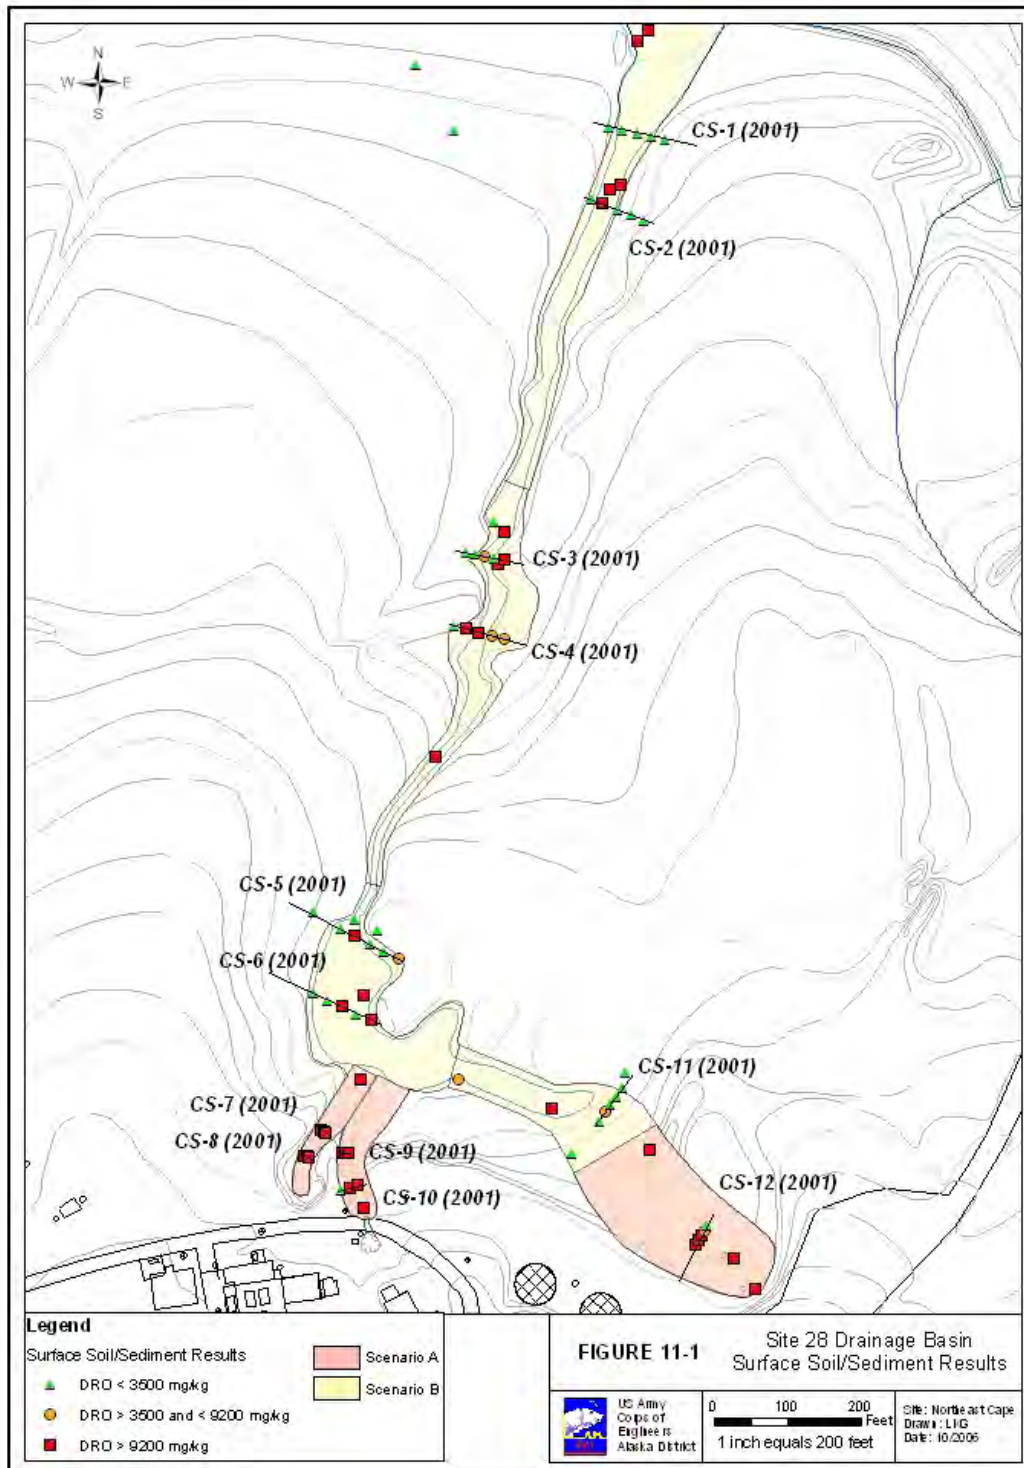 N
W E
S
CS-1 (2001)
CS-2 (2001)
CS-3 (2001)
CS-4 (2001)
CS-5 (2001)
CS-6 (2001)
CS-11 (2001)
CS-7 (2001)
CS-8 (2001)
CS-9 (2001)
CS-12 (2001)
CS-10 (2001)
Legend
Surface Soil/Sediment Results
DRO < 3500 mg/kg
DRO > 3500 and < 9200 mg/kg
DRO > 9200 mg/kg
Scenario A
Scenario B
FIGURE 11-1
Site 28 Drainage Basin
Surface Soil/Sediment Results
US Army
Corps of
Engineers
Alaska District
0 100 200
Feet
1 inch equals 200 feet
Site: Northeast Cape
Drawn: LHG
Date: 10/2006